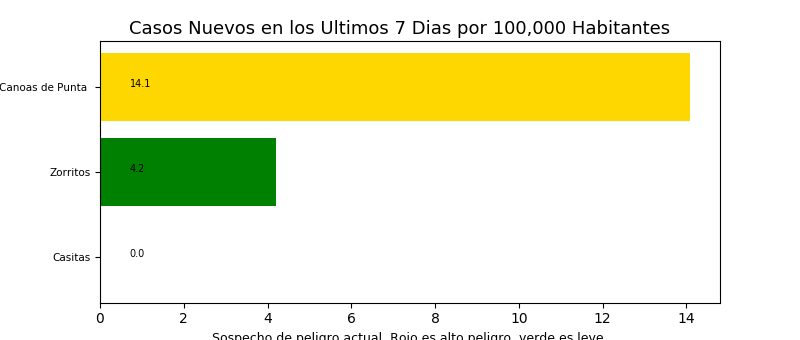 Casos Nuevos en los Ultimos 7 Dias por 100,000 Habitantes
Canoas de Punta
14.1
Zorritos
4.2
Casitas
0.0
0 2 4 6 8 10 12 14
Sospecho de peligro actual. Rojo es alto peligro, verde es leve